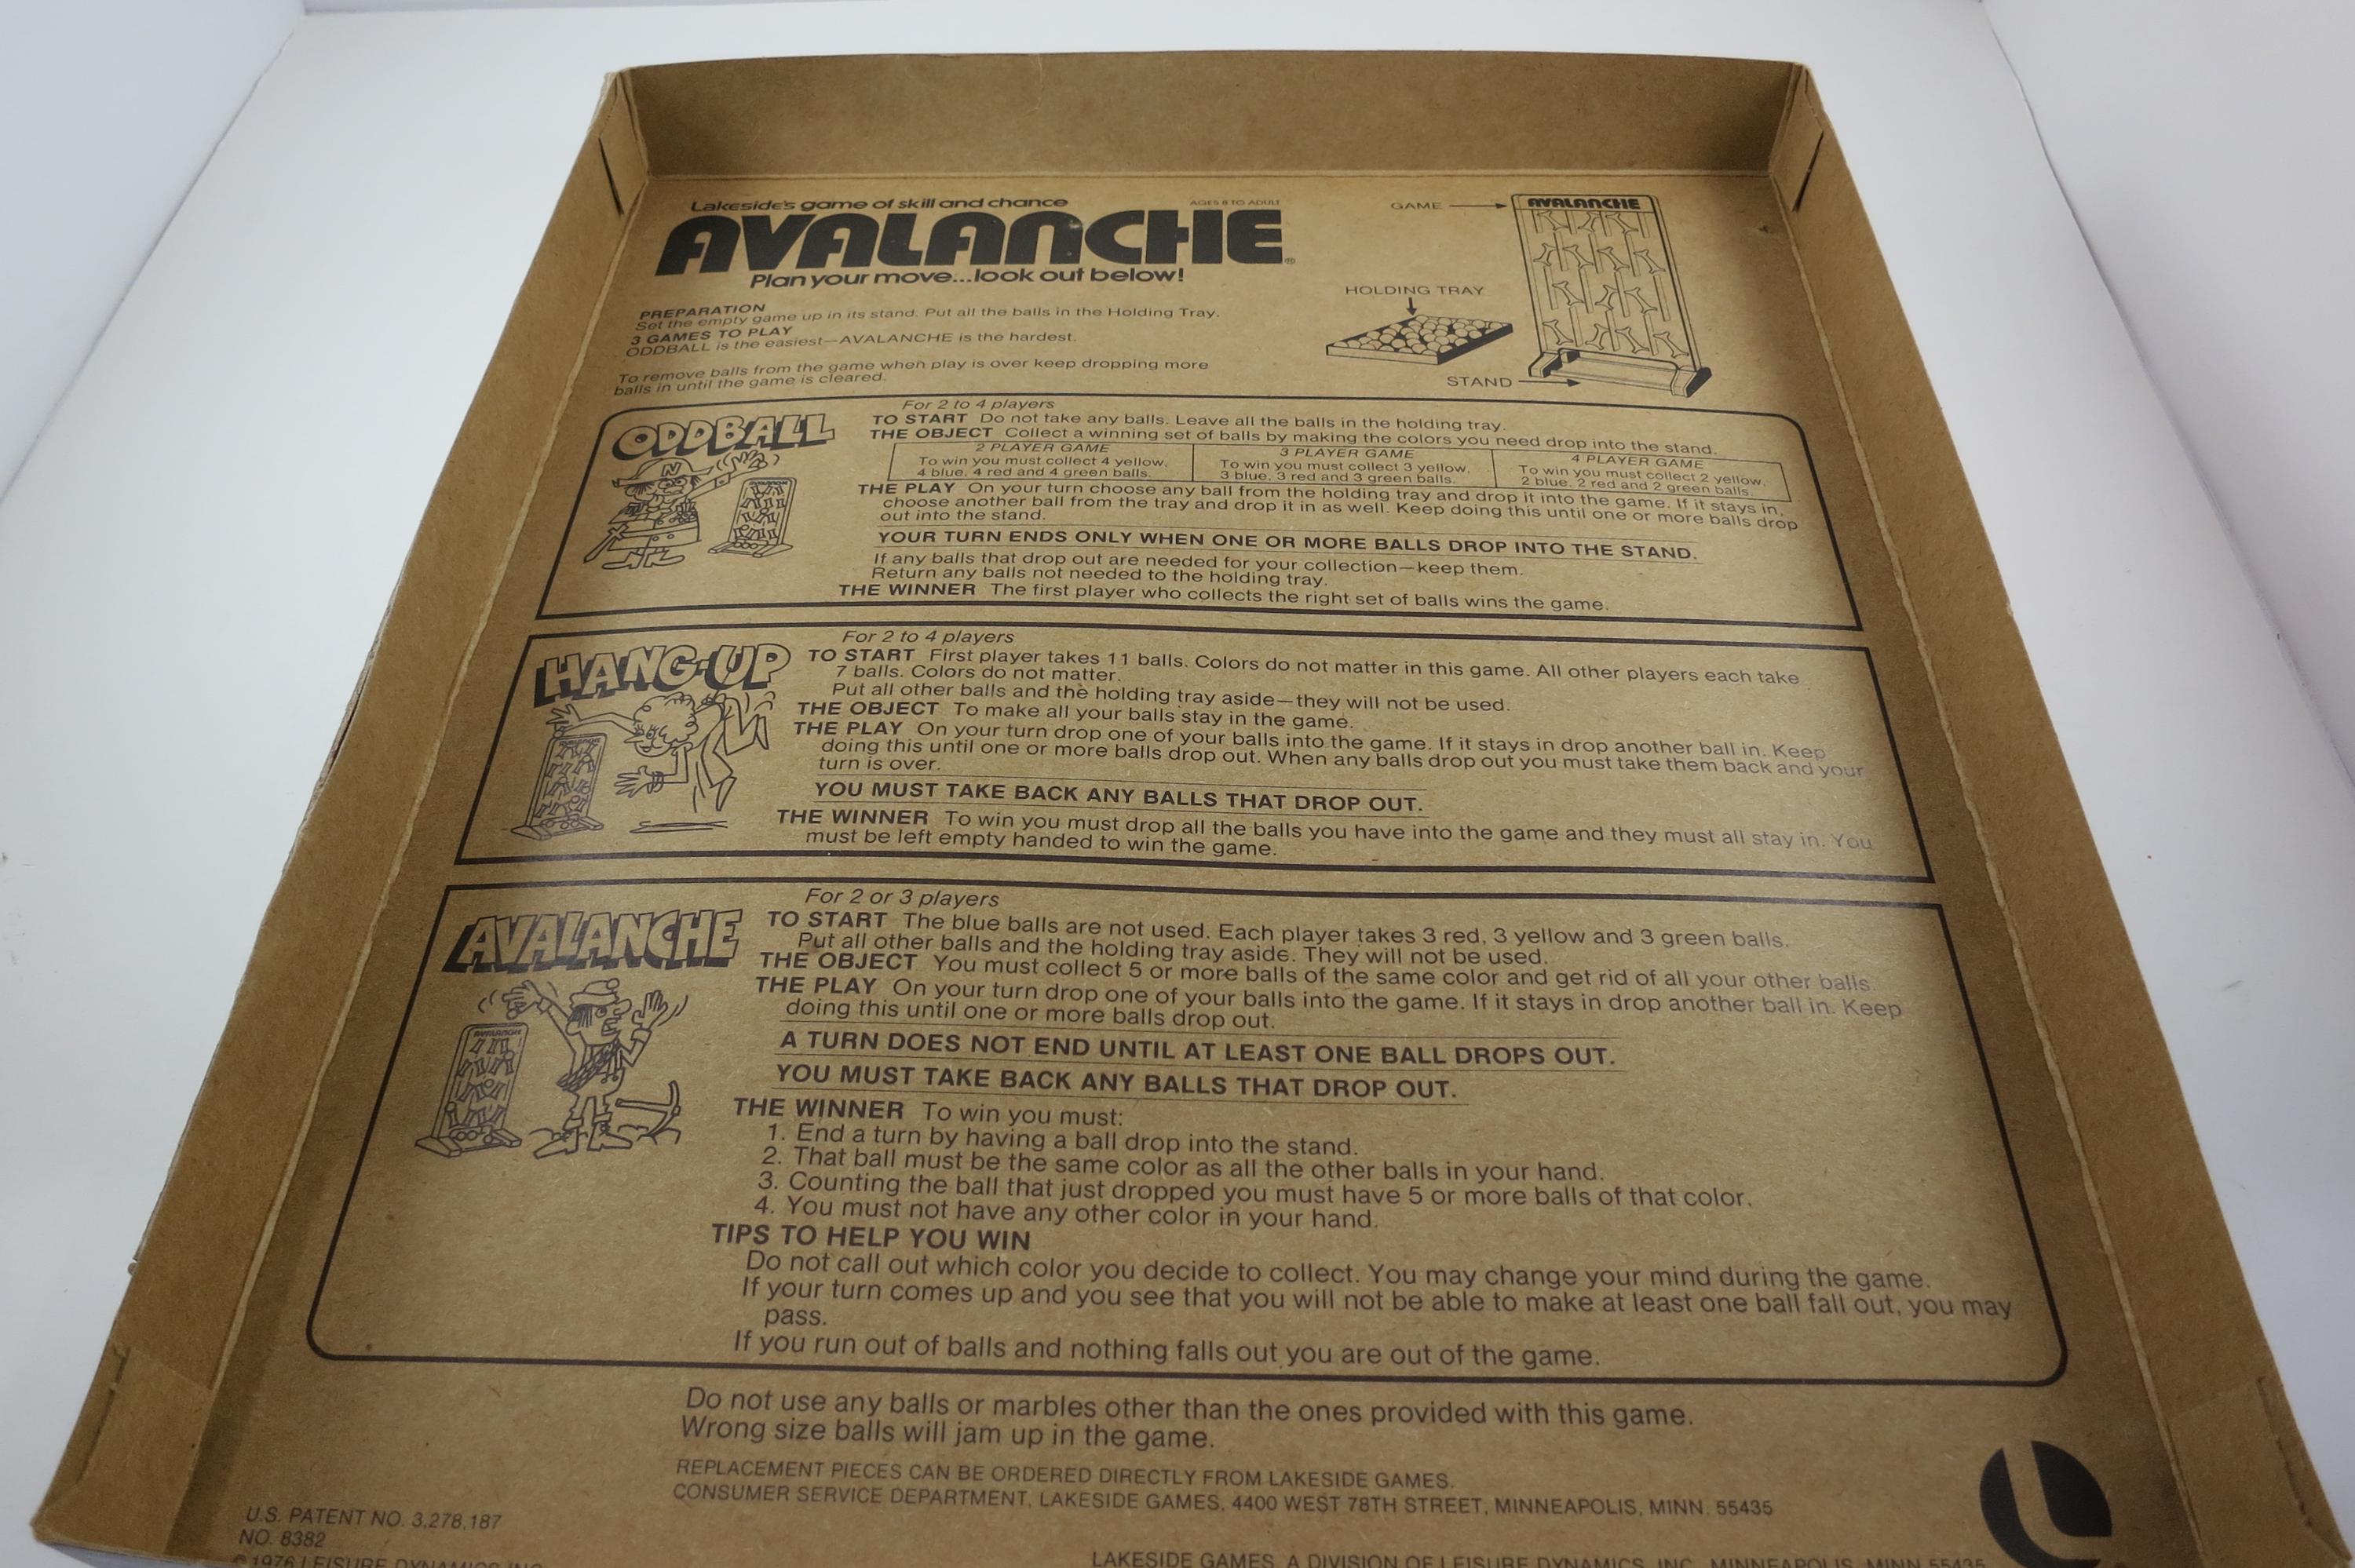 Lakeside's game of skill and chance
AGES 8 TO ADULT
AVALANCHE®
Plan your move...look out below!
GAME
AVALANCHE
HOLDING TRAY
STAND
PREPARATION
Set the empty game up in its stand. Put all the balls in the Holding Tray.
3 GAMES TO PLAY
ODDBALL is the easiest—AVALANCHE is the hardest.
To remove balls from the game when play is over keep dropping more
balls in until the game is cleared.
ODDBALL
N
For 2 to 4 players
TO START Do not take any balls. Leave all the balls in the holding tray.
THE OBJECT Collect a winning set of balls by making the colors you need drop into the stand.
2 PLAYER GAME
To win you must collect 4 yellow,
4 blue, 4 red and 4 green balls.
3 PLAYER GAME
To win you must collect 3 yellow,
3 blue, 3 red and 3 green balls.
4 PLAYER GAME
To win you must collect 2 yellow,
2 blue, 2 red and 2 green balls.
THE PLAY On your turn choose any ball from the holding tray and drop it into the game. If it stays in,
choose another ball from the tray and drop it in as well. Keep doing this until one or more balls drop
out into the stand.
YOUR TURN ENDS ONLY WHEN ONE OR MORE BALLS DROP INTO THE STAND.
If any balls that drop out are needed for your collection—keep them.
Return any balls not needed to the holding tray.
THE WINNER The first player who collects the right set of balls wins the game.
HANG-UP
For 2 to 4 players
TO START First player takes 11 balls. Colors do not matter in this game. All other players each take
7 balls. Colors do not matter.
Put all other balls and the holding tray aside—they will not be used.
THE OBJECT To make all your balls stay in the game.
THE PLAY On your turn drop one of your balls into the game. If it stays in drop another ball in. Keep
doing this until one or more balls drop out. When any balls drop out you must take them back and your
turn is over.
YOU MUST TAKE BACK ANY BALLS THAT DROP OUT.
THE WINNER To win you must drop all the balls you have into the game and they must all stay in. You
must be left empty handed to win the game.
AVALANCHE
AVALANCHE
For 2 or 3 players
TO START The blue balls are not used. Each player takes 3 red, 3 yellow and 3 green balls.
Put all other balls and the holding tray aside. They will not be used.
THE OBJECT You must collect 5 or more balls of the same color and get rid of all your other balls.
THE PLAY On your turn drop one of your balls into the game. If it stays in drop another ball in. Keep
doing this until one or more balls drop out.
A TURN DOES NOT END UNTIL AT LEAST ONE BALL DROPS OUT.
YOU MUST TAKE BACK ANY BALLS THAT DROP OUT.
THE WINNER To win you must:
1. End a turn by having a ball drop into the stand.
2. That ball must be the same color as all the other balls in your hand.
3. Counting the ball that just dropped you must have 5 or more balls of that color.
4. You must not have any other color in your hand.
TIPS TO HELP YOU WIN
Do not call out which color you decide to collect. You may change your mind during the game.
If your turn comes up and you see that you will not be able to make at least one ball fall out, you may
pass.
If you run out of balls and nothing falls out you are out of the game.
Do not use any balls or marbles other than the ones provided with this game.
Wrong size balls will jam up in the game.
REPLACEMENT PIECES CAN BE ORDERED DIRECTLY FROM LAKESIDE GAMES.
CONSUMER SERVICE DEPARTMENT, LAKESIDE GAMES, 4400 WEST 78TH STREET, MINNEAPOLIS, MINN. 55435
U.S. PATENT NO. 3,278,187
NO. 8382
©1976 LEISURE DYNAMICS INC.
LAKESIDE GAMES, A DIVISION OF LEISURE DYNAMICS, INC., MINNEAPOLIS, MINN 55435